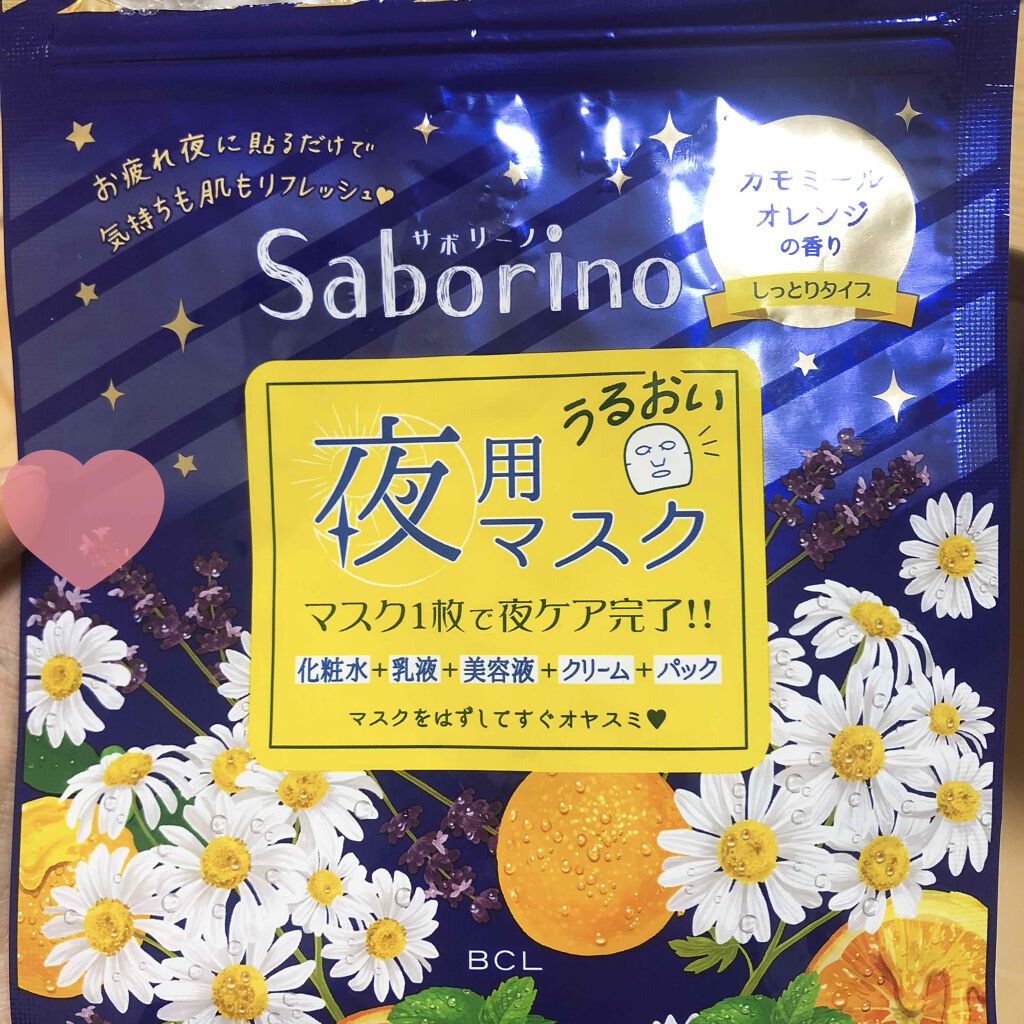 お疲れ夜に貼るだけで
気持ちも肌もリフレッシュ♥
サボリーノ
Saborino
カモミール
オレンジ
の香り
しっとりタイプ
うるおい
夜用
マスク
マスク1枚で夜ケア完了!!
化粧水+乳液+美容液+クリーム+パック
マスクをはずしてすぐオヤスミ♥
BCL